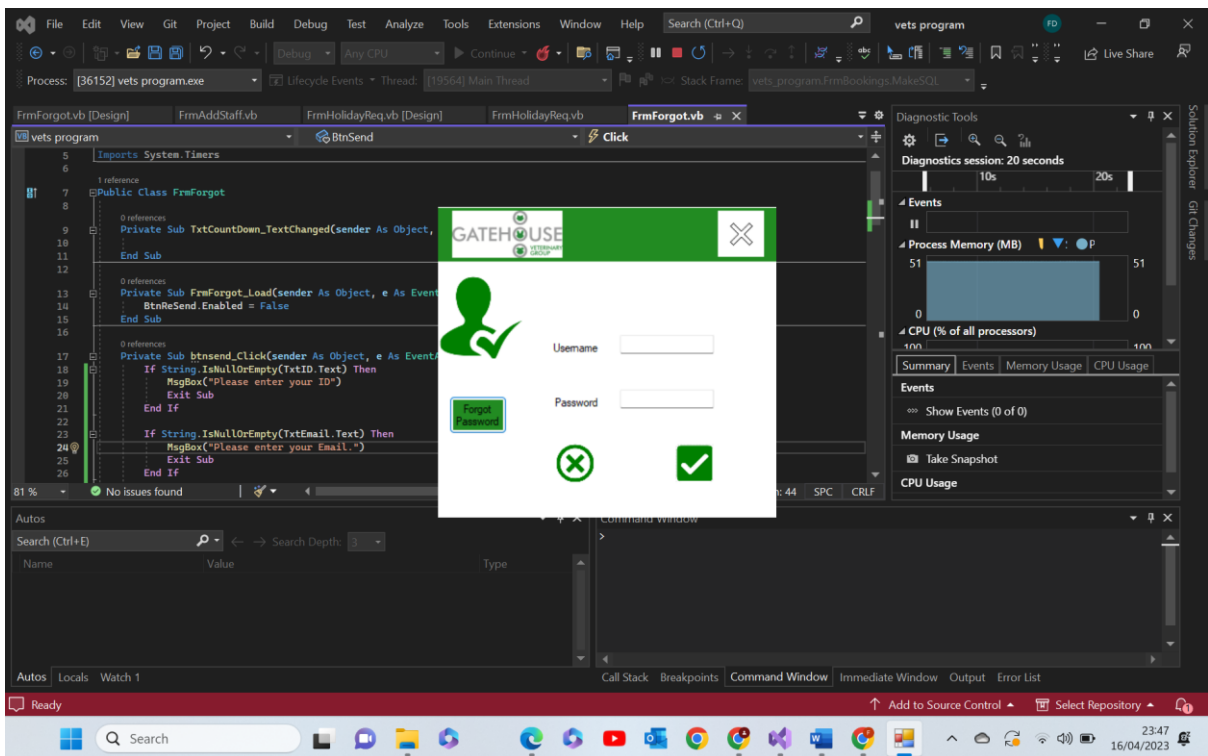 File Edit View Git Project Build Debug Test Analyze Tools Extensions Window Help Search (Ctrl+Q) vets program FD
Debug Any CPU Continue Live Share
Process: [36152] vets program.exe Lifecycle Events Thread: [19564] Main Thread Stack Frame: vets_program.FrmBookings.MakeSQL
FrmForgot.vb [Design] FrmAddStaff.vb FrmHolidayReq.vb [Design] FrmHolidayReq.vb FrmForgot.vb
vets program BtnSend Click
5 Imports System.Timers
6
1 reference
7 Public Class FrmForgot
8
0 references
9 Private Sub TxtCountDown_TextChanged(sender As Object,
10
11 End Sub
12
0 references
13 Private Sub FrmForgot_Load(sender As Object, e As Event
14 BtnReSend.Enabled = False
15 End Sub
16
0 references
17 Private Sub btnsend_Click(sender As Object, e As EventA
18 If String.IsNullOrEmpty(TxtID.Text) Then
19 MsgBox("Please enter your ID")
20 Exit Sub
21 End If
22
23 If String.IsNullOrEmpty(TxtEmail.Text) Then
24 MsgBox("Please enter your Email.")
25 Exit Sub
26 End If
81 % No issues found : 44 SPC CRLF
GATEHOUSE
VETERINARY
GROUP
Username
Password
Forgot
Password
Diagnostic Tools
Diagnostics session: 20 seconds
10s 20s
Events
Process Memory (MB) P
51 51
0 0
CPU (% of all processors)
100 100
Summary Events Memory Usage CPU Usage
Events
Show Events (0 of 0)
Memory Usage
Take Snapshot
CPU Usage
Solution Explorer
Git Changes
Autos
Search (Ctrl+E) Search Depth: 3
Name Value Type
Autos Locals Watch 1
Command Window
>
Call Stack Breakpoints Command Window Immediate Window Output Error List
Ready Add to Source Control Select Repository
Search
23:47
16/04/2023